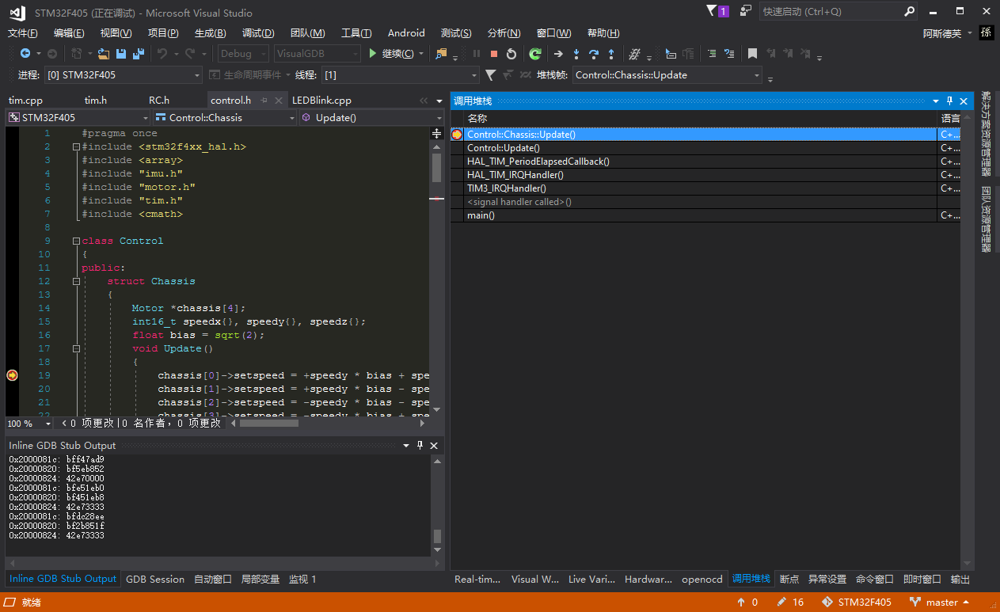 STM32F405 (正在调试) - Microsoft Visual Studio
1
快速启动 (Ctrl+Q)
文件(F) 编辑(E) 视图(V) 项目(P) 生成(B) 调试(D) 团队(M) 工具(T) Android 测试(S) 分析(N) 窗口(W) 帮助(H)
阿斯德芙 孫
Debug VisualGDB 继续(C)
进程: [0] STM32F405 生命周期事件 线程: [1] 堆栈帧: Control::Chassis::Update
tim.cpp tim.h RC.h control.h LEDBlink.cpp
STM32F405 Control::Chassis Update()
1 #pragma once
2 #include <stm32f4xx_hal.h>
3 #include <array>
4 #include "imu.h"
5 #include "motor.h"
6 #include "tim.h"
7 #include <cmath>
8
9 class Control
10 {
11 public:
12 struct Chassis
13 {
14 Motor *chassis[4];
15 int16_t speedx{}, speedy{}, speedz{};
16 float bias = sqrt(2);
17 void Update()
18 {
19 chassis[0]->setspeed = +speedy * bias + spe
20 chassis[1]->setspeed = +speedy * bias - spe
21 chassis[2]->setspeed = -speedy * bias - spe
22 chassis[3]->setspeed = -speedy * bias + spe
100 % 0 项更改 | 0 名作者, 0 项更改
Inline GDB Stub Output
0x2000081c: bff47ad9
0x20000820: bf5eb852
0x20000824: 42e70000
0x2000081c: bfe51eb0
0x20000820: bf451eb8
0x20000824: 42e73333
0x2000081c: bfdc28ee
0x20000820: bf2b851f
0x20000824: 42e73333
Inline GDB Stub Output GDB Session 自动窗口 局部变量 监视 1
调用堆栈
名称 语言
Control::Chassis::Update() C+...
Control::Update() C+...
HAL_TIM_PeriodElapsedCallback() C+...
HAL_TIM_IRQHandler() C+...
TIM3_IRQHandler() C+...
<signal handler called>()
main() C+...
Real-tim... Visual W... Live Vari... Hardwar... openocd 调用堆栈 断点 异常设置 命令窗口 即时窗口 输出
解决方案资源管理器
团队资源管理器
就绪 0 16 STM32F405 master